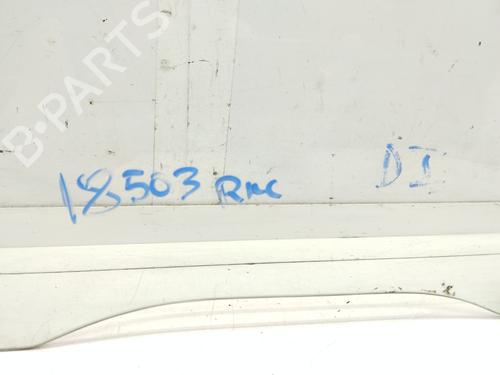 B-PARTS
18503 RMC DI